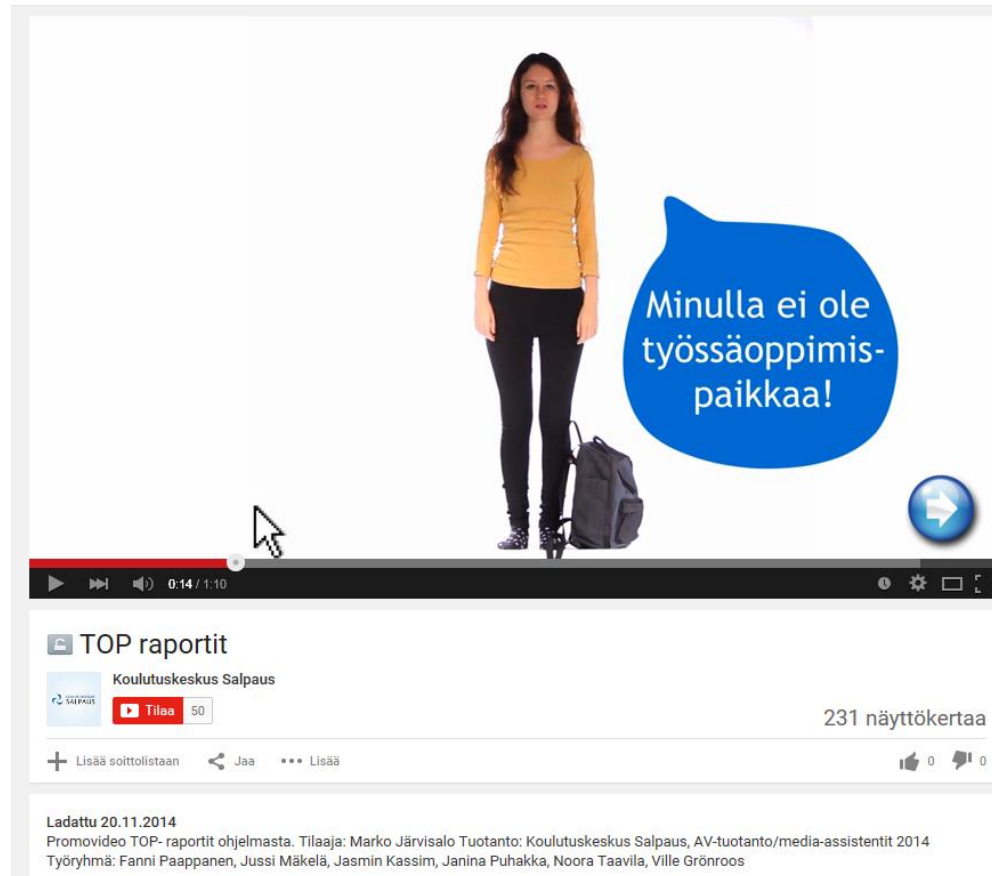 Minulla ei ole
työssäoppimis-
paikkaa!
0:14 / 1:10
TOP raportit
Koulutuskeskus Salpaus
SALPAUS
Tilaa 50
231 näyttökertaa
Lisää soittolistaan Jaa Lisää
0 0
Ladattu 20.11.2014
Promovideo TOP- raportit ohjelmasta. Tilaaja: Marko Järvisalo Tuotanto: Koulutuskeskus Salpaus, AV-tuotanto/media-assistentit 2014
Työryhmä: Fanni Paappanen, Jussi Mäkelä, Jasmin Kassim, Janina Puhakka, Noora Taavila, Ville Grönroos